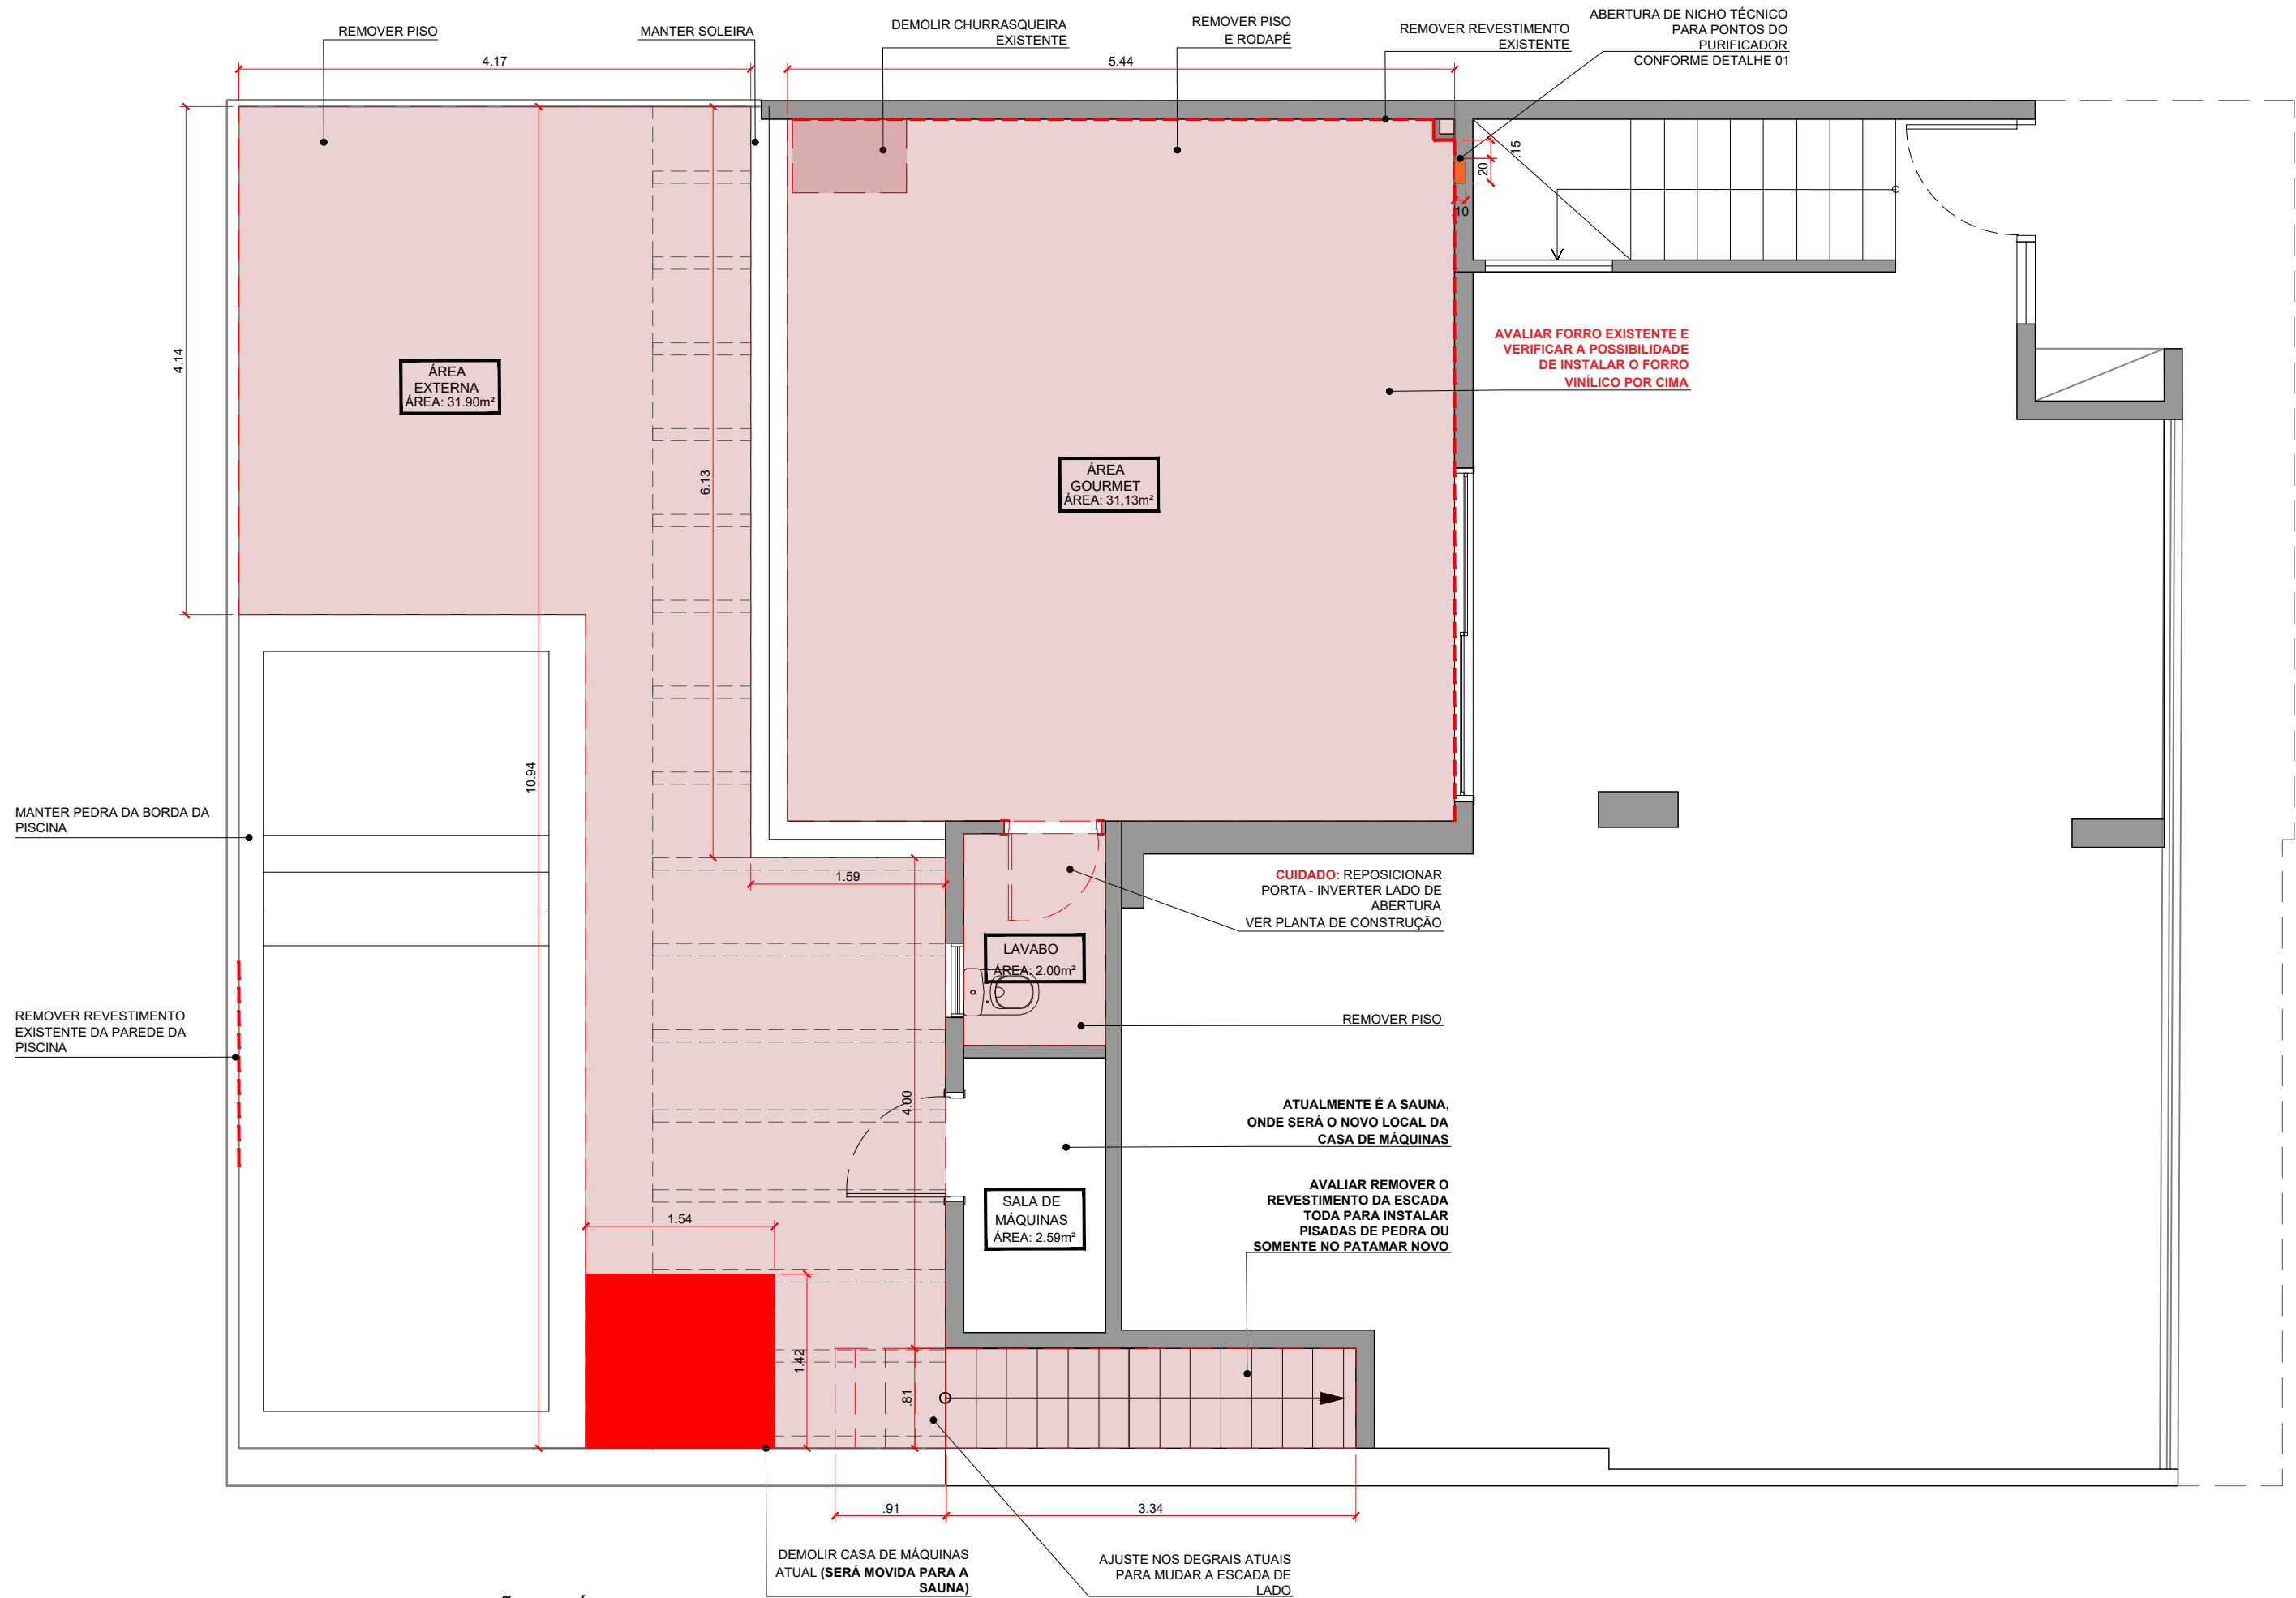 REMOVER PISO
MANTER SOLEIRA
DEMOLIR CHURRASQUEIRA
EXISTENTE
REMOVER PISO
E RODAPÉ
REMOVER REVESTIMENTO
EXISTENTE
ABERTURA DE NICHO TÉCNICO
PARA PONTOS DO
PURIFICADOR
CONFORME DETALHE 01
4.17
5.44
.15
.20
.10
4.14
6.13
10.94
ÁREA
EXTERNA
ÁREA: 31.90m²
AVALIAR FORRO EXISTENTE E
VERIFICAR A POSSIBILIDADE
DE INSTALAR O FORRO
VINÍLICO POR CIMA
ÁREA
GOURMET
ÁREA: 31,13m²
MANTER PEDRA DA BORDA DA
PISCINA
1.59
CUIDADO: REPOSICIONAR
PORTA - INVERTER LADO DE
ABERTURA
VER PLANTA DE CONSTRUÇÃO
LAVABO
ÁREA: 2.00m²
REMOVER REVESTIMENTO
EXISTENTE DA PAREDE DA
PISCINA
REMOVER PISO
4.00
ATUALMENTE É A SAUNA,
ONDE SERÁ O NOVO LOCAL DA
CASA DE MÁQUINAS
AVALIAR REMOVER O
REVESTIMENTO DA ESCADA
TODA PARA INSTALAR
PISADAS DE PEDRA OU
SOMENTE NO PATAMAR NOVO
SALA DE
MÁQUINAS
ÁREA: 2.59m²
1.54
1.42
.81
.91
3.34
DEMOLIR CASA DE MÁQUINAS
ATUAL (SERÁ MOVIDA PARA A
SAUNA)
AJUSTE NOS DEGRAIS ATUAIS
PARA MUDAR A ESCADA DE
LADO